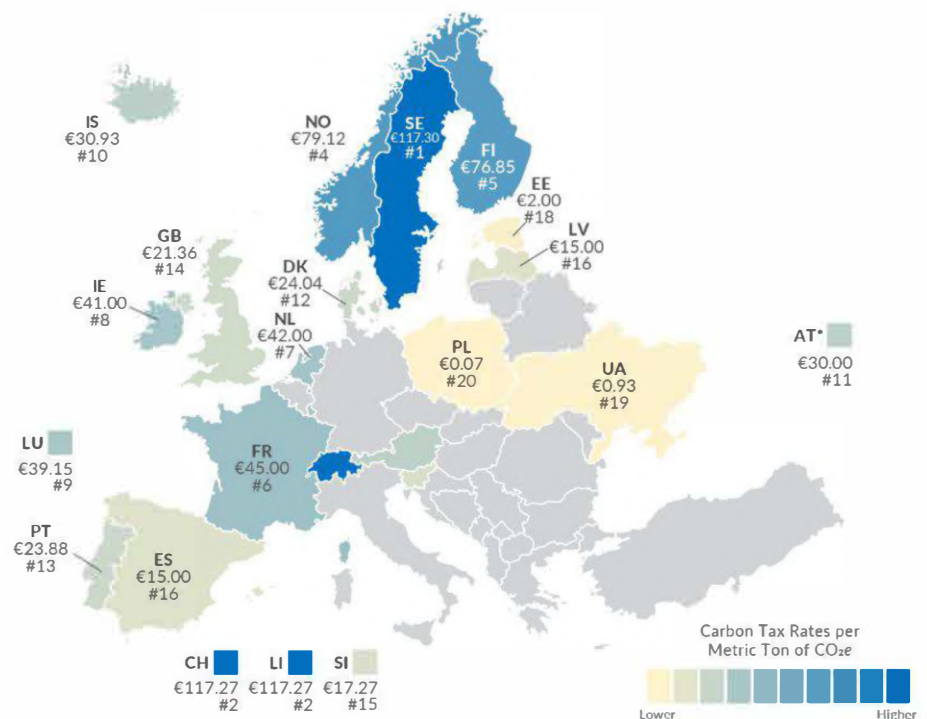 IS
€30.93
#10
NO
€79.12
#4
SE
€117.30
#1
FI
€76.85
#5
EE
€2.00
#18
LV
€15.00
#16
GB
€21.36
#14
DK
€24.04
#12
IE
€41.00
#8
NL
€42.00
#7
PL
€0.07
#20
UA
€0.93
#19
AT*
€30.00
#11
LU
€39.15
#9
FR
€45.00
#6
PT
€23.88
#13
ES
€15.00
#16
CH
€117.27
#2
LI
€117.27
#2
SI
€17.27
#15
Carbon Tax Rates per
Metric Ton of CO₂e
Lower Higher